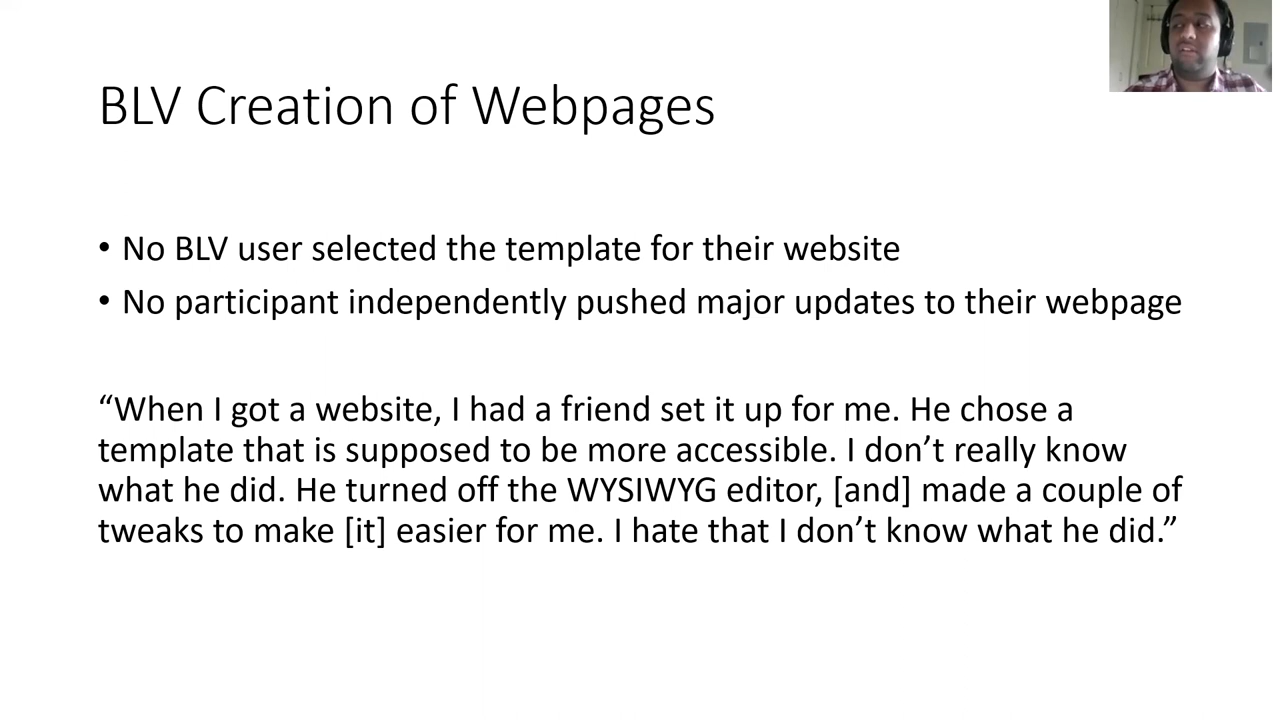 BLV Creation of Webpages
• No BLV user selected the template for their website
• No participant independently pushed major updates to their webpage
“When I got a website, I had a friend set it up for me. He chose a
template that is supposed to be more accessible. I don’t really know
what he did. He turned off the WYSIWYG editor, [and] made a couple of
tweaks to make [it] easier for me. I hate that I don’t know what he did.”